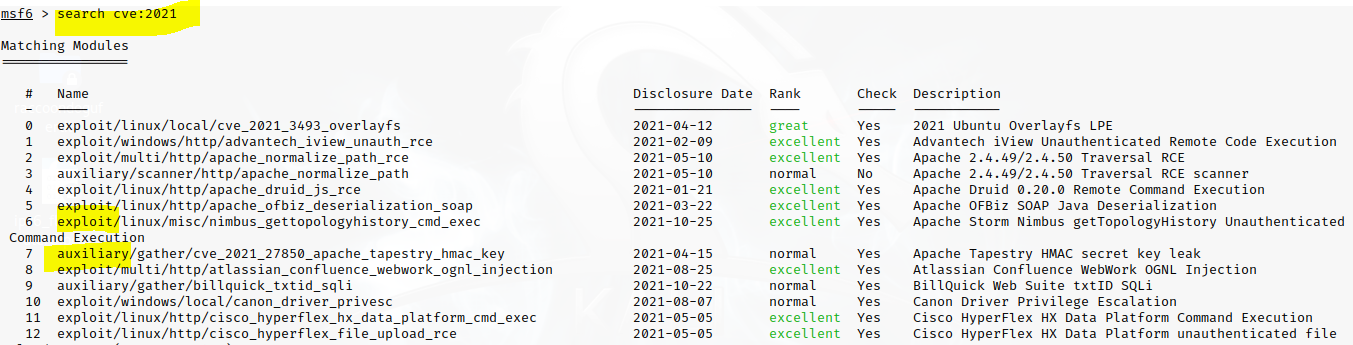 msf6 > search cve:2021
Matching Modules
================
# Name Disclosure Date Rank Check Description
- ---- --------------- ---- ----- -----------
0 exploit/linux/local/cve_2021_3493_overlayfs 2021-04-12 great Yes 2021 Ubuntu Overlayfs LPE
1 exploit/windows/http/advantech_iview_unauth_rce 2021-02-09 excellent Yes Advantech iView Unauthenticated Remote Code Execution
2 exploit/multi/http/apache_normalize_path_rce 2021-05-10 excellent Yes Apache 2.4.49/2.4.50 Traversal RCE
3 auxiliary/scanner/http/apache_normalize_path 2021-05-10 normal No Apache 2.4.49/2.4.50 Traversal RCE scanner
4 exploit/linux/http/apache_druid_js_rce 2021-01-21 excellent Yes Apache Druid 0.20.0 Remote Command Execution
5 exploit/linux/http/apache_ofbiz_deserialization_soap 2021-03-22 excellent Yes Apache OFBiz SOAP Java Deserialization
6 exploit/linux/misc/nimbus_gettopologyhistory_cmd_exec 2021-10-25 excellent Yes Apache Storm Nimbus getTopologyHistory Unauthenticated
Command Execution
7 auxiliary/gather/cve_2021_27850_apache_tapestry_hmac_key 2021-04-15 normal Yes Apache Tapestry HMAC secret key leak
8 exploit/multi/http/atlassian_confluence_webwork_ognl_injection 2021-08-25 excellent Yes Atlassian Confluence WebWork OGNL Injection
9 auxiliary/gather/billquick_txtid_sqli 2021-10-22 normal Yes BillQuick Web Suite txtID SQLi
10 exploit/windows/local/canon_driver_privesc 2021-08-07 normal Yes Canon Driver Privilege Escalation
11 exploit/linux/http/cisco_hyperflex_hx_data_platform_cmd_exec 2021-05-05 excellent Yes Cisco HyperFlex HX Data Platform Command Execution
12 exploit/linux/http/cisco_hyperflex_file_upload_rce 2021-05-05 excellent Yes Cisco HyperFlex HX Data Platform unauthenticated file